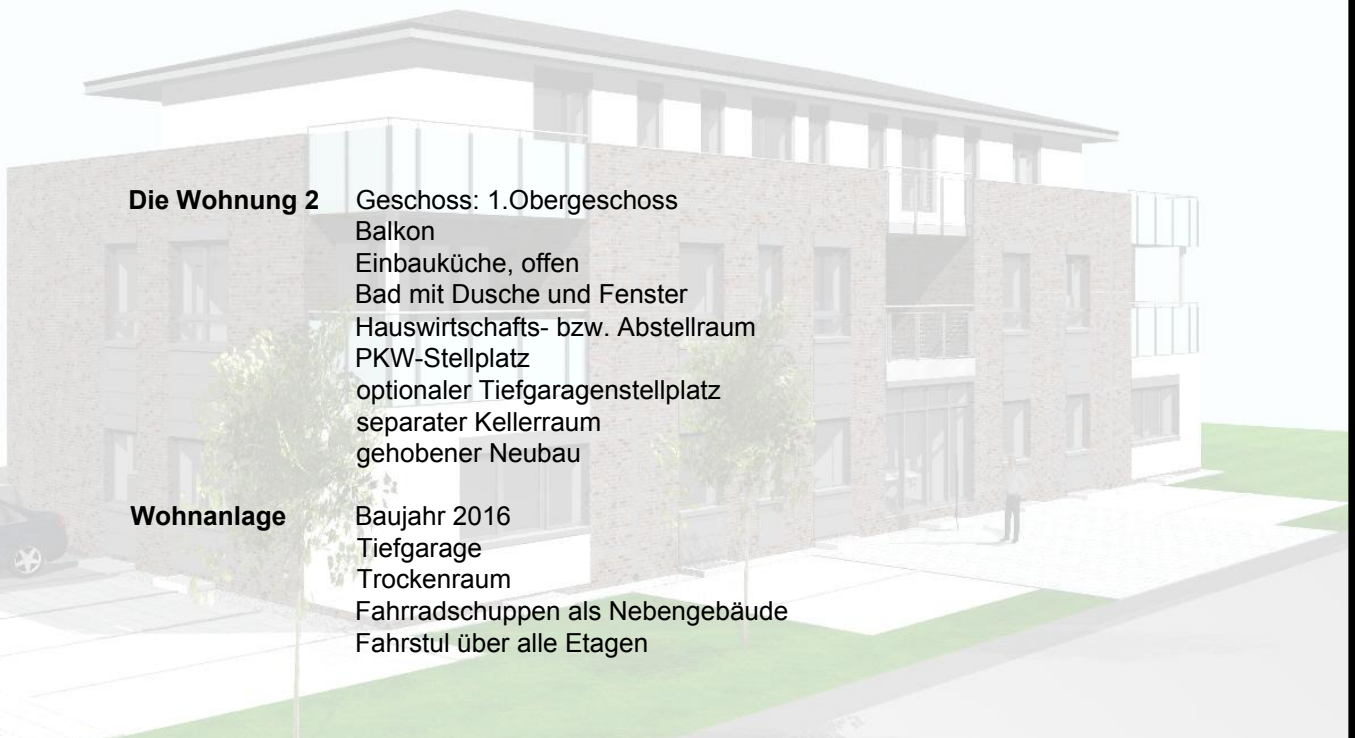 Die Wohnung 2 Geschoss: 1.Obergeschoss
Balkon
Einbauküche, offen
Bad mit Dusche und Fenster
Hauswirtschafts- bzw. Abstellraum
PKW-Stellplatz
optionaler Tiefgaragenstellplatz
separater Kellerraum
gehobener Neubau
Wohnanlage Baujahr 2016
Tiefgarage
Trockenraum
Fahrradschuppen als Nebengebäude
Fahrstul über alle Etagen